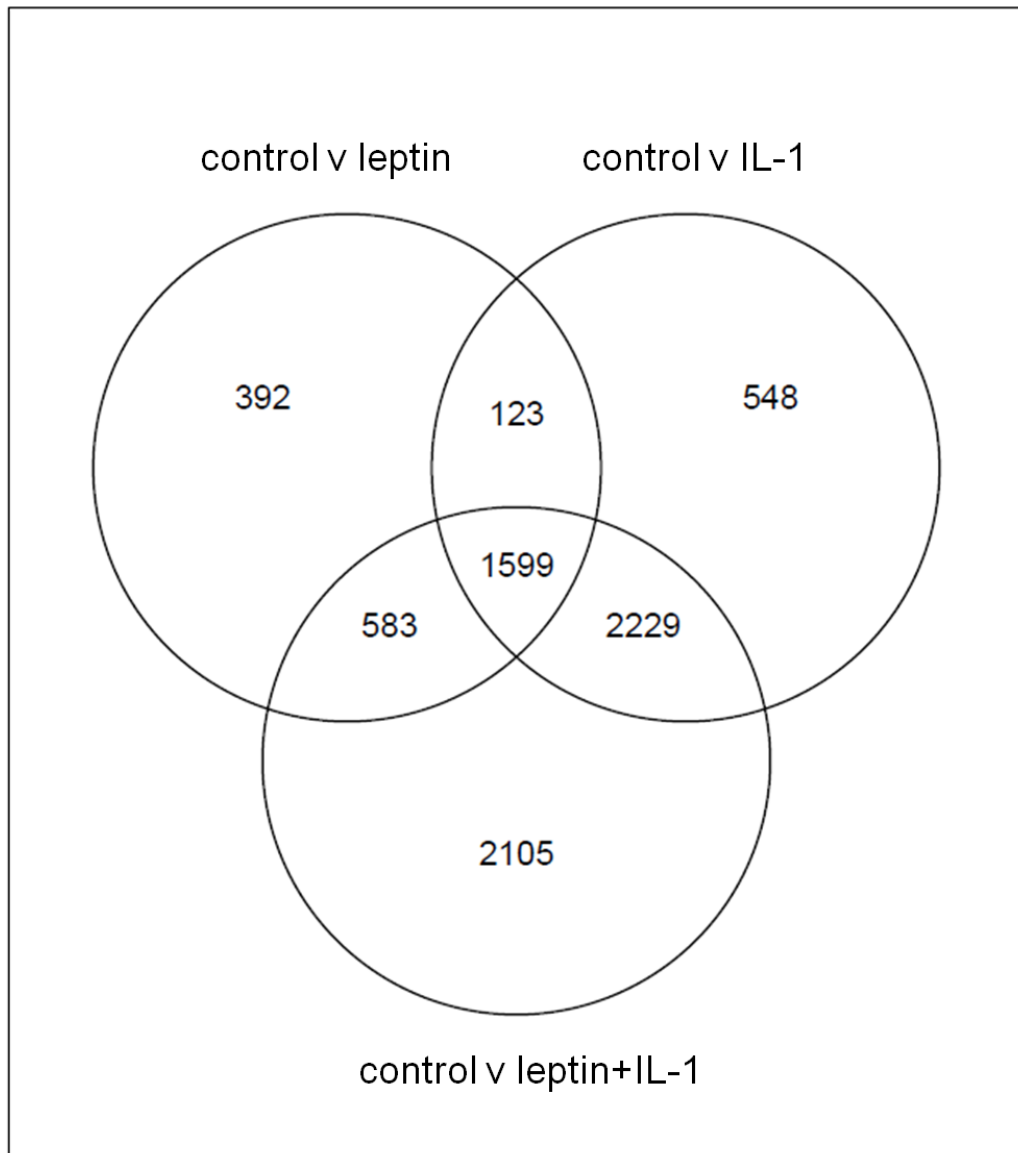 control v leptin
control v IL-1
392
123
548
1599
583
2229
2105
control v leptin+IL-1